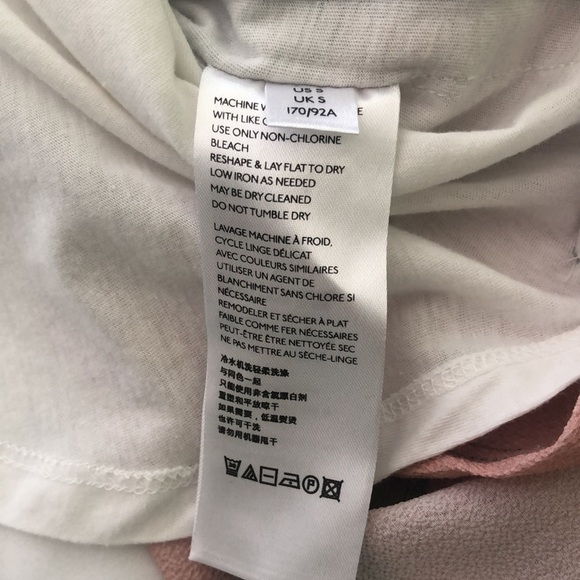 US S
UK S
170/92A
MACHINE W E
WITH LIKE
USE ONLY NON-CHLORINE
BLEACH
RESHAPE & LAY FLAT TO DRY
LOW IRON AS NEEDED
MAY BE DRY CLEANED
DO NOT TUMBLE DRY
LAVAGE MACHINE À FROID,
CYCLE LINGE DÉLICAT
AVEC COULEURS SIMILAIRES
UTILISER UN AGENT DE
BLANCHIMENT SANS CHLORE SI
NÉCESSAIRE
REMODELER ET SÉCHER À PLAT
FAIBLE COMME FER NÉCESSAIRES
PEUT-ÊTRE ÊTRE NETTOYÉE SEC
NE PAS METTRE AU SÈCHE-LINGE
冷水机洗轻柔洗涤
与同色一起
只能使用非含氯原白剂
重塑和平放晾干
如果需要，低温熨烫
也许可干洗
请勿用机器甩干
P